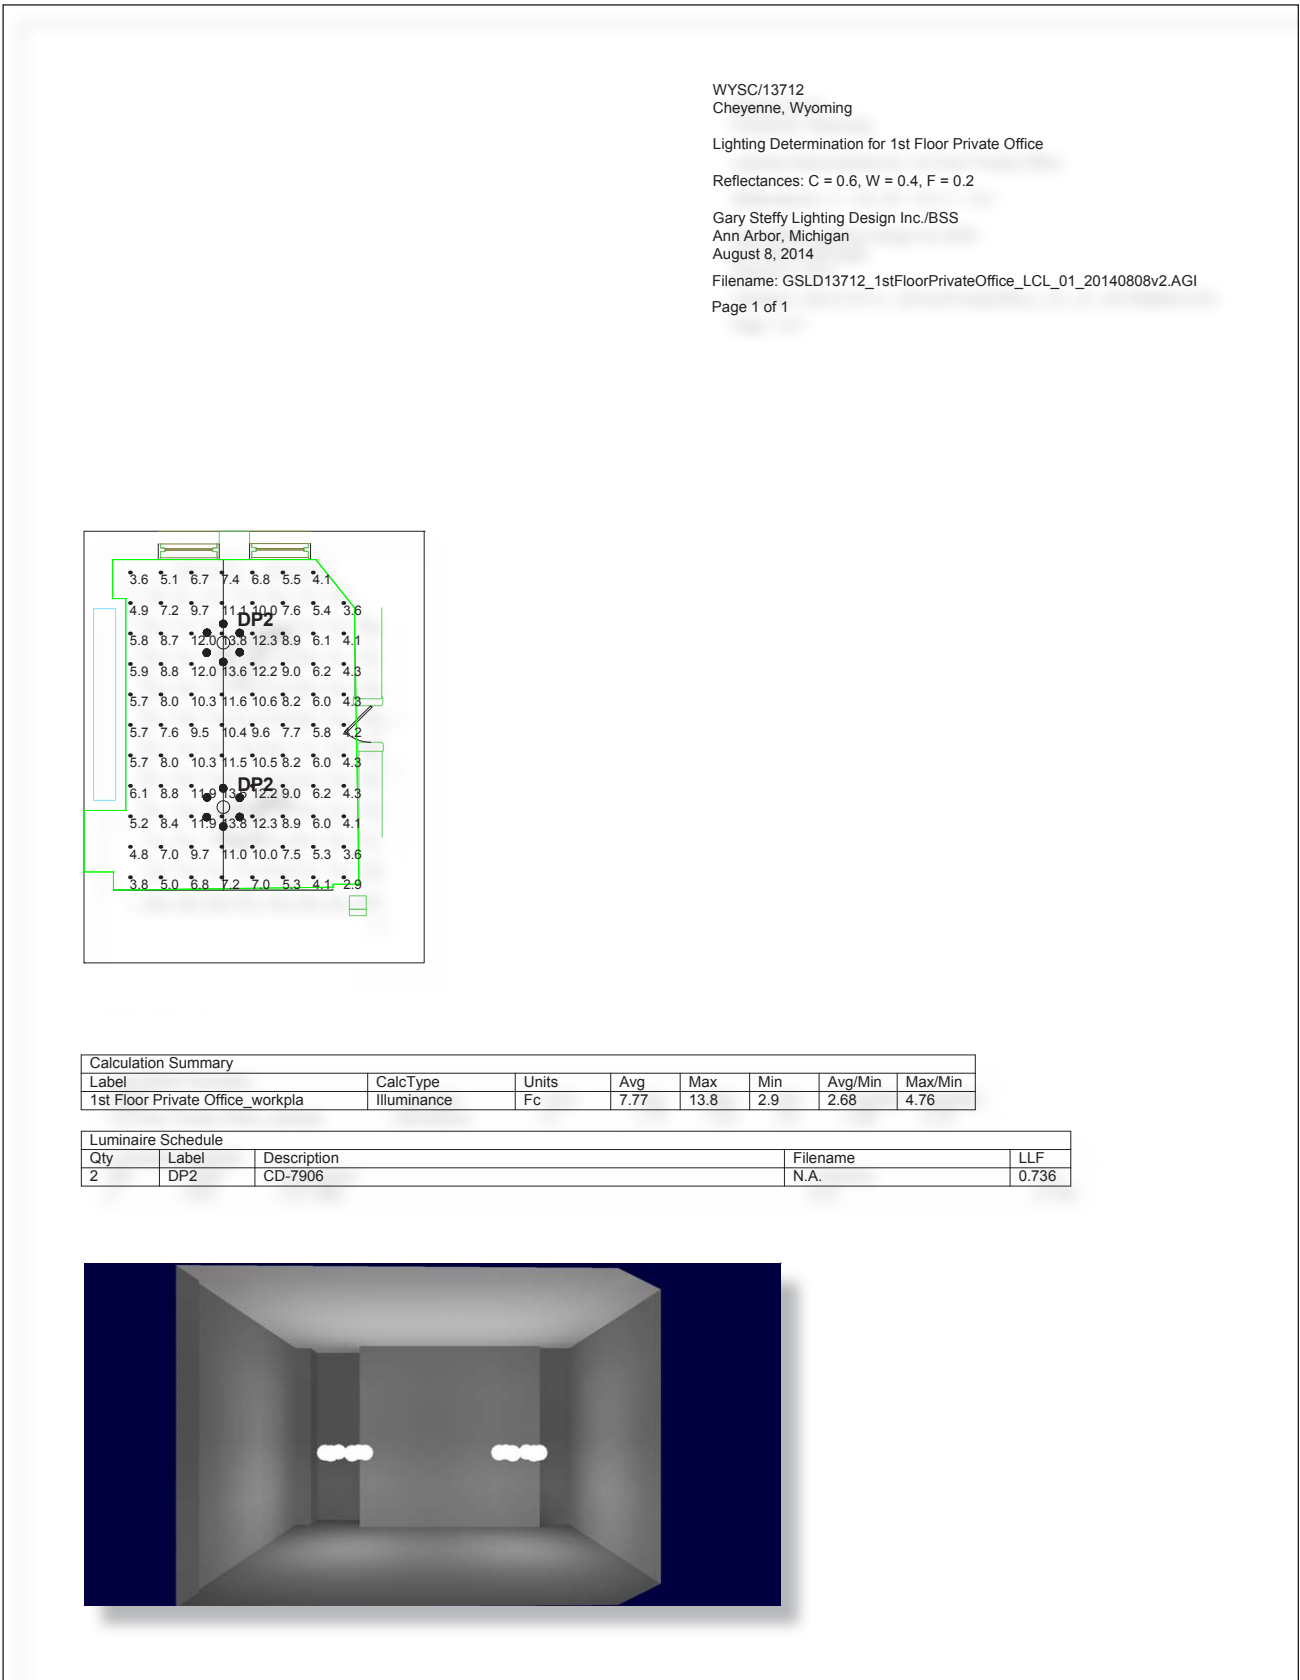 WYSC/13712
Cheyenne, Wyoming
Lighting Determination for 1st Floor Private Office
Reflectances: C = 0.6, W = 0.4, F = 0.2
Gary Steffy Lighting Design Inc./BSS
Ann Arbor, Michigan
August 8, 2014
Filename: GSLD13712_1stFloorPrivateOffice_LCL_01_20140808v2.AGI
Page 1 of 1
3.6 5.1 6.7 7.4 6.8 5.5 4.1
4.9 7.2 9.7 11.1 10.0 7.6 5.4 3.6
DP2
5.8 8.7 12.0 13.8 12.3 8.9 6.1 4.1
5.9 8.8 12.0 13.6 12.2 9.0 6.2 4.3
5.7 8.0 10.3 11.6 10.6 8.2 6.0 4.3
5.7 7.6 9.5 10.4 9.6 7.7 5.8 4.2
5.7 8.0 10.3 11.5 10.5 8.2 6.0 4.3
DP2
6.1 8.8 11.9 12.2 9.0 6.2 4.3
5.2 8.4 11.9 13.8 12.3 8.9 6.0 4.1
4.8 7.0 9.7 11.0 10.0 7.5 5.3 3.6
3.8 5.0 6.8 7.2 7.0 5.3 4.1 2.9
Calculation Summary
Label CalcType Units Avg Max Min Avg/Min Max/Min
1st Floor Private Office_workpla Illuminance Fc 7.77 13.8 2.9 2.68 4.76
Luminaire Schedule
Qty Label Description Filename LLF
2 DP2 CD-7906 N.A. 0.736